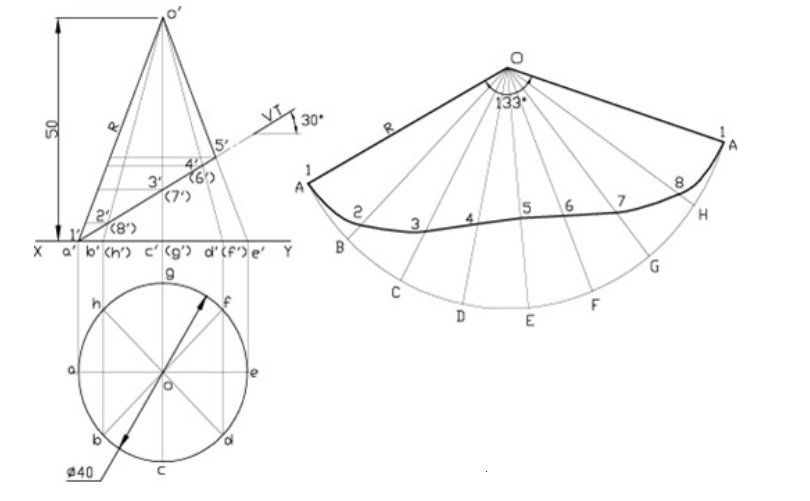 o'
50
R
VT
30°
5'
4'
(6')
3'
(7')
2'
(8')
1'
X a' b' (h') c' (g') d' (f') e' Y
g
h f
a o e
b d
c
ø40
O
133°
R
1
A
1
A
2
3
4
5
6
7
8
B
C
D
E
F
G
H